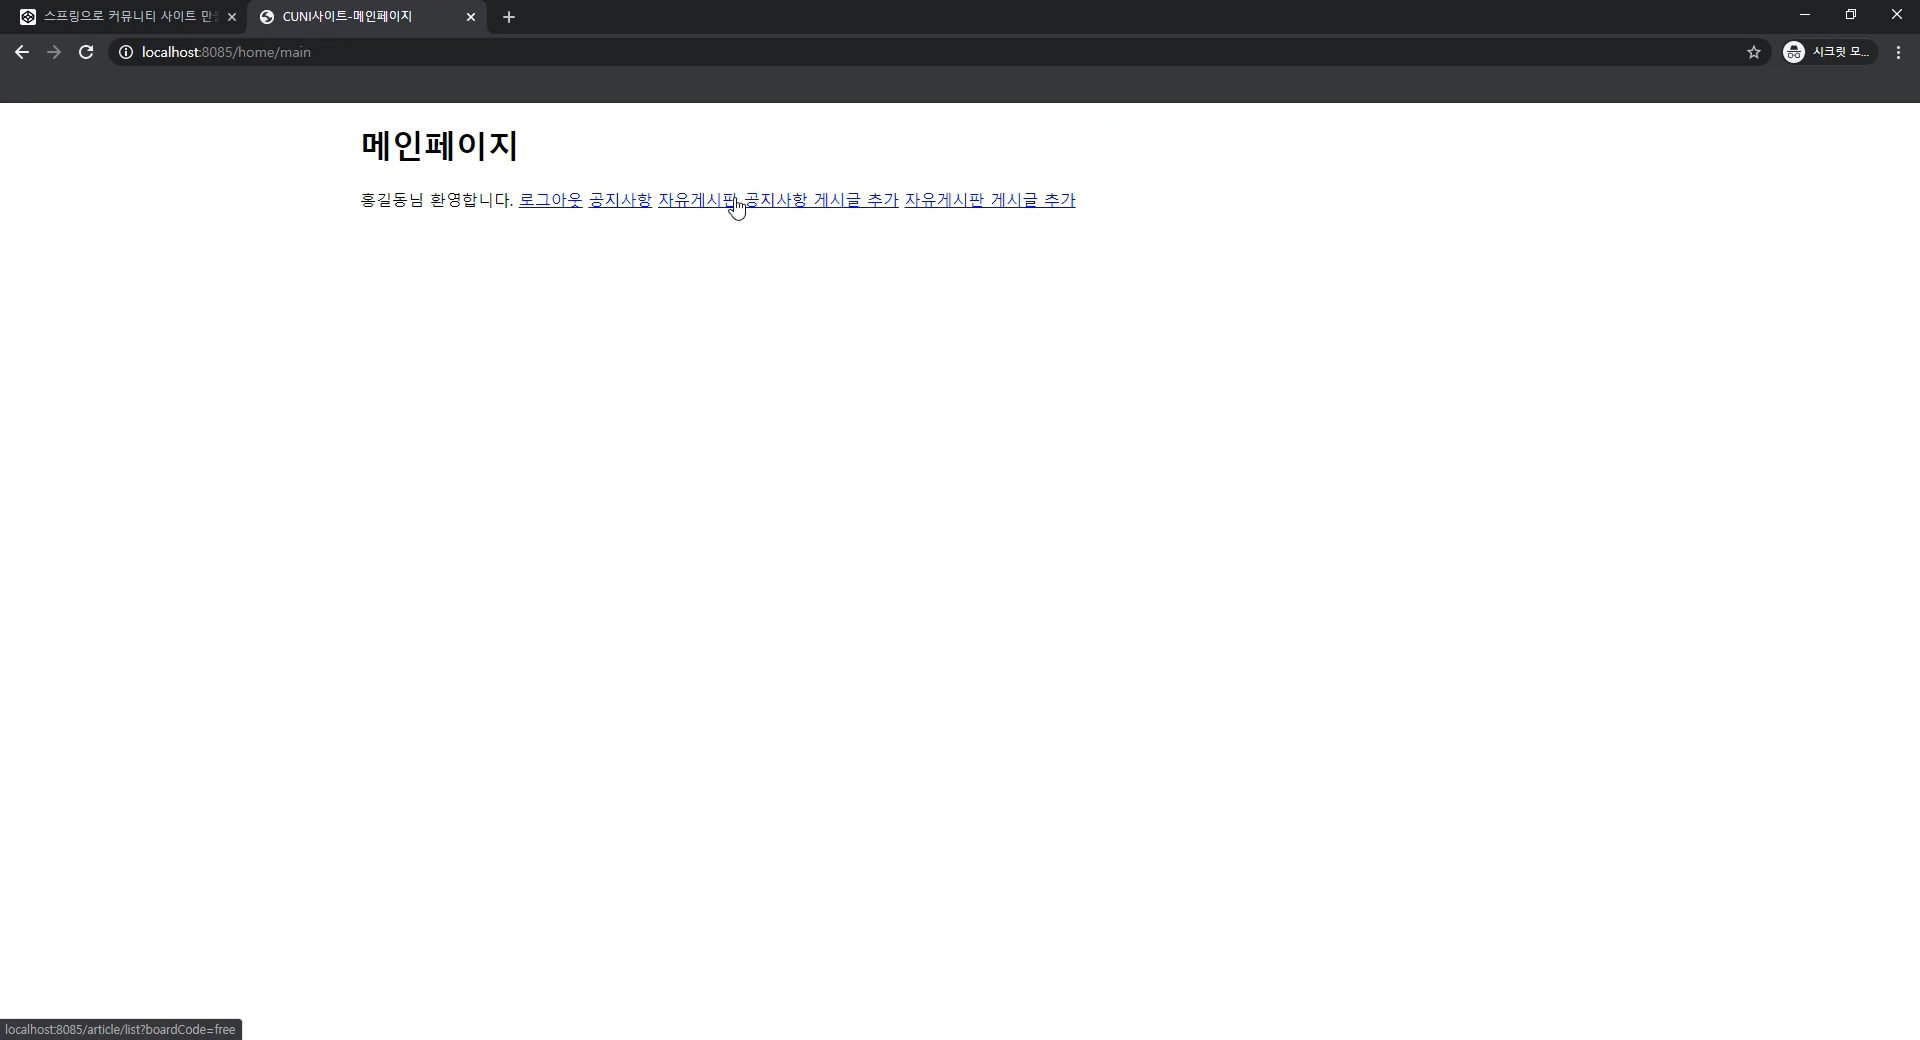 스프링으로 커뮤니티 사이트 만
CUNI사이트-메인페이지
localhost:8085/home/main
시크릿 모...
메인페이지
홍길동님 환영합니다. 로그아웃 공지사항 자유게시판 공지사항 게시글 추가 자유게시판 게시글 추가
localhost:8085/article/list?boardCode=free